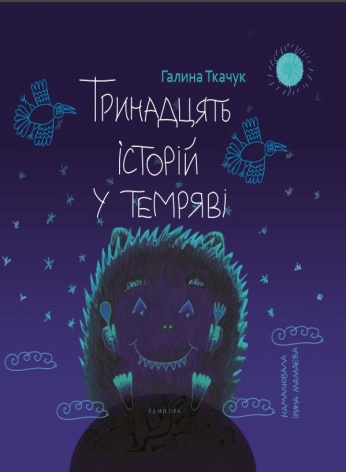 Галина Ткачук
Тринадцять
історій
у темряві
ТЕМПОРА
НАМАЛЮВАЛА
ІРИНА МАМАЄВА